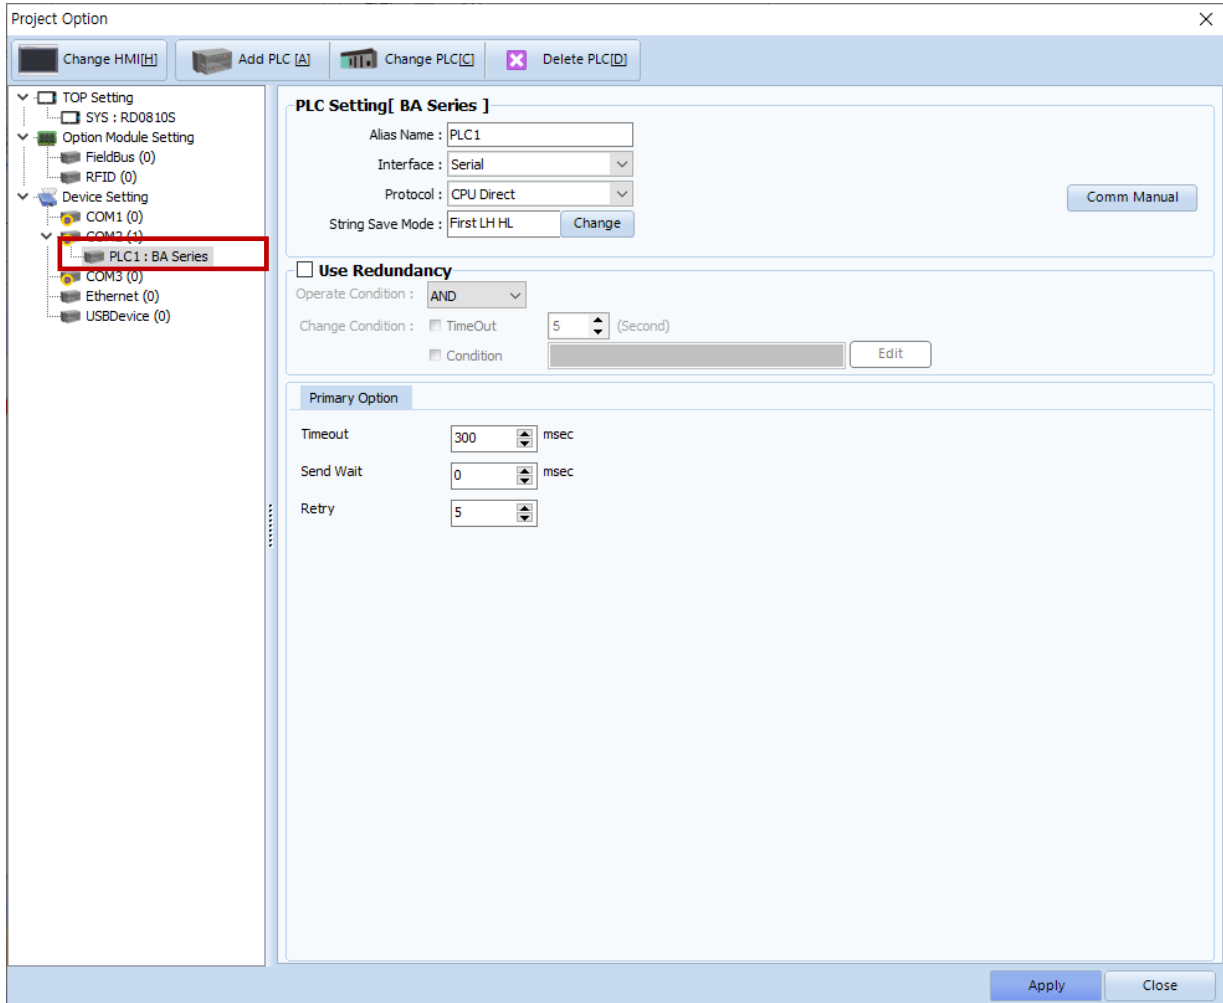 Project Option
Change HMI[H] Add PLC [A] Change PLC[C] Delete PLC[D]
TOP Setting
SYS : RD0810S
Option Module Setting
FieldBus (0)
RFID (0)
Device Setting
COM1 (0)
COM2 (1)
PLC1 : BA Series
COM3 (0)
Ethernet (0)
USBDevice (0)
PLC Setting[ BA Series ]
Alias Name : PLC1
Interface : Serial
Protocol : CPU Direct
Comm Manual
String Save Mode : First LH HL Change
Use Redundancy
Operate Condition : AND
Change Condition : TimeOut 5 (Second)
Condition Edit
Primary Option
Timeout 300 msec
Send Wait 0 msec
Retry 5
Apply Close